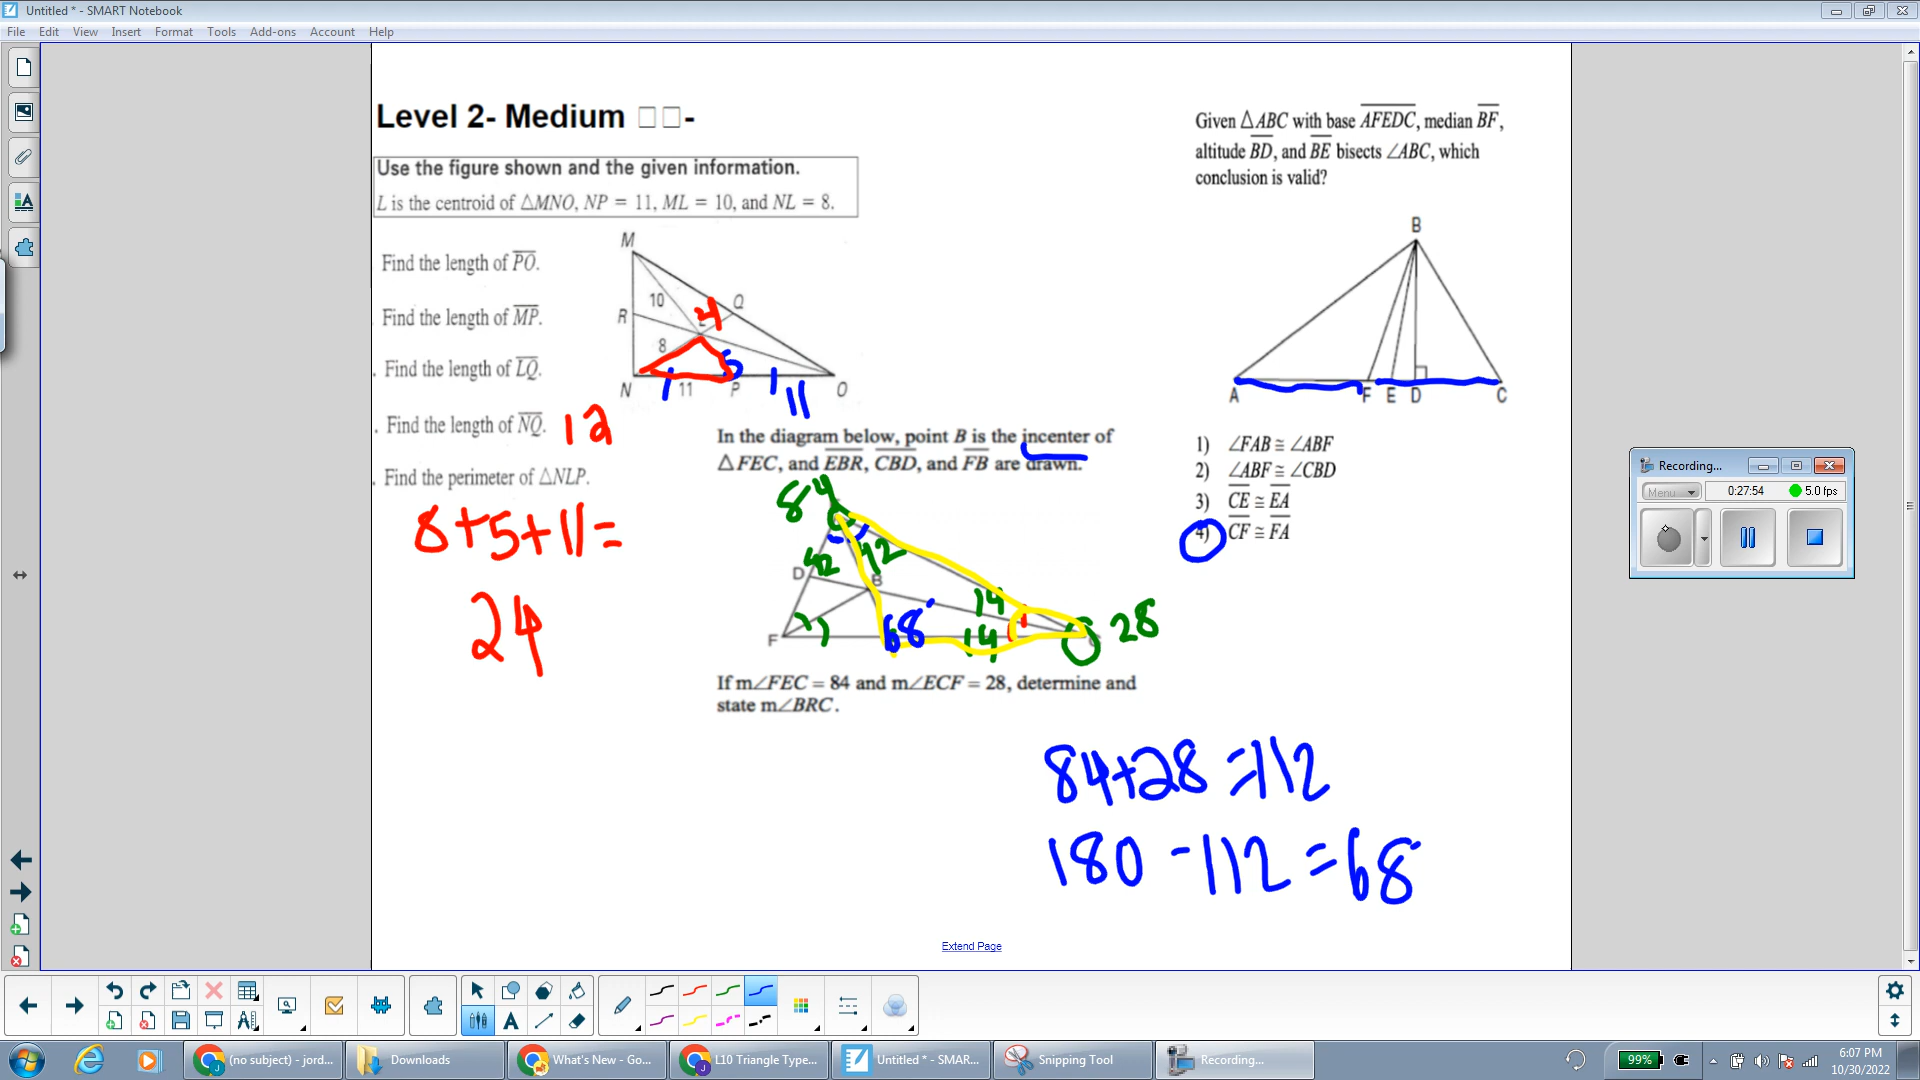 Untitled * - SMART Notebook
File Edit View Insert Format Tools Add-ons Account Help
Level 2- Medium □□-
Use the figure shown and the given information.
L is the centroid of △MNO, NP = 11, ML = 10, and NL = 8.
Find the length of PO.
Find the length of MP.
. Find the length of LQ.
. Find the length of NQ. 12
. Find the perimeter of △NLP.
8+5+11=
24
M
10
Q
4
R
8
5
N
11
P
11
O
In the diagram below, point B is the incenter of
△FEC, and EBR, CBD, and FB are drawn.
84
42
42
D
B
14
28
F
68°
14
If m∠FEC = 84 and m∠ECF = 28, determine and
state m∠BRC.
84+28=112
180-112=68°
Given △ABC with base AFEDC, median BF,
altitude BD, and BE bisects ∠ABC, which
conclusion is valid?
B
A F E D C
1) ∠FAB ≅ ∠ABF
2) ∠ABF ≅ ∠CBD
3) CE ≅ EA
4) CF ≅ FA
Recording...
Menu
0:27:54
5.0 fps
Extend Page
(no subject) - jord...
Downloads
What's New - Go...
L10 Triangle Type...
Untitled * - SMAR...
Snipping Tool
Recording...
99%
6:07 PM
10/30/2022